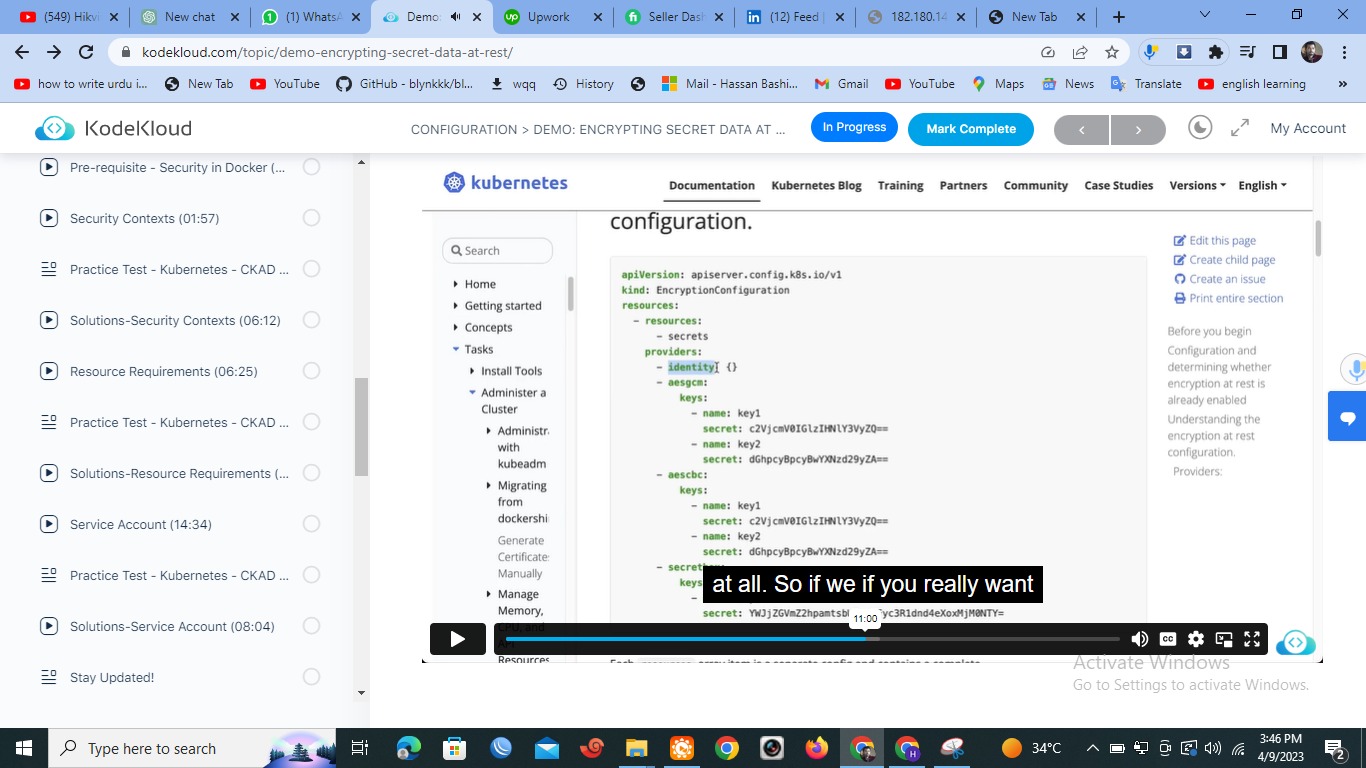 (549) Hikvi
New chat
(1) WhatsA
Demo:
Upwork
Seller Dash
(12) Feed |
182.180.14
New Tab
kodekloud.com/topic/demo-encrypting-secret-data-at-rest/
how to write urdu i...
New Tab
YouTube
GitHub - blynkkk/bl...
wqq
History
Mail - Hassan Bashi...
Gmail
YouTube
Maps
News
Translate
english learning
»
KodeKloud
CONFIGURATION > DEMO: ENCRYPTING SECRET DATA AT ...
In Progress
Mark Complete
My Account
Pre-requisite - Security in Docker (...
Security Contexts (01:57)
Practice Test - Kubernetes - CKAD ...
Solutions-Security Contexts (06:12)
Resource Requirements (06:25)
Practice Test - Kubernetes - CKAD ...
Solutions-Resource Requirements (...
Service Account (14:34)
Practice Test - Kubernetes - CKAD ...
Solutions-Service Account (08:04)
Stay Updated!
kubernetes
Documentation
Kubernetes Blog
Training
Partners
Community
Case Studies
Versions
English
configuration.
Search
Home
Getting started
Concepts
Tasks
Install Tools
Administer a
Cluster
Administra
with
kubeadm
Migrating
from
dockershi
Generate
Certificates
Manually
Manage
Memory,
CPU, and
API
Resources
apiVersion: apiserver.config.k8s.io/v1
kind: EncryptionConfiguration
resources:
- resources:
- secrets
providers:
- identity: {}
- aesgcm:
keys:
- name: key1
secret: c2VjcmV0IGlzIHNlY3VyZQ==
- name: key2
secret: dGhpcyBpcyBwYXNzd29yZA==
- aescbc:
keys:
- name: key1
secret: c2VjcmV0IGlzIHNlY3VyZQ==
- name: key2
secret: dGhpcyBpcyBwYXNzd29yZA==
- secret
keys
-
secret:
at all. So if we if you really want
11:00
Each resources array item is a separate config and contains a complete
Edit this page
Create child page
Create an issue
Print entire section
Before you begin
Configuration and
determining whether
encryption at rest is
already enabled
Understanding the
encryption at rest
configuration.
Providers:
CC
Activate Windows
Go to Settings to activate Windows.
Type here to search
34°C
3:46 PM
4/9/2023
2